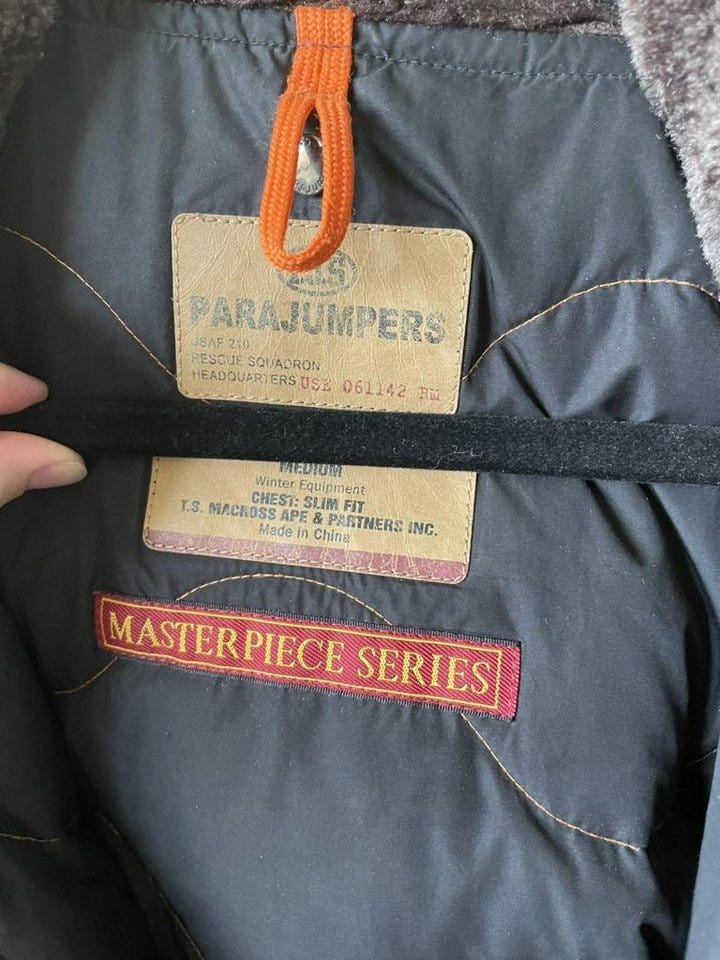 PARAJUMPERS
USAF 210
RESCUE SQUADRON
HEADQUARTERS USE 061142 RW
MEDIUM
Winter Equipment
CHEST: SLIM FIT
T.S. MACROSS APE & PARTNERS INC.
Made in China
MASTERPIECE SERIES